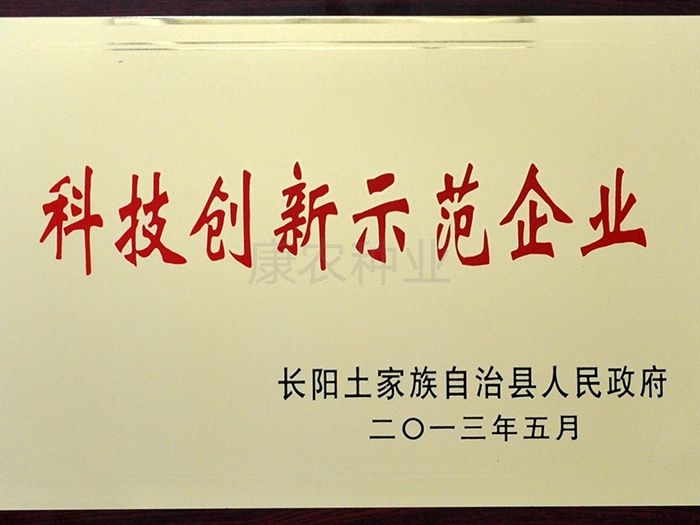 科技创新示范企业
康农种业
长阳土家族自治县人民政府
二〇一三年五月